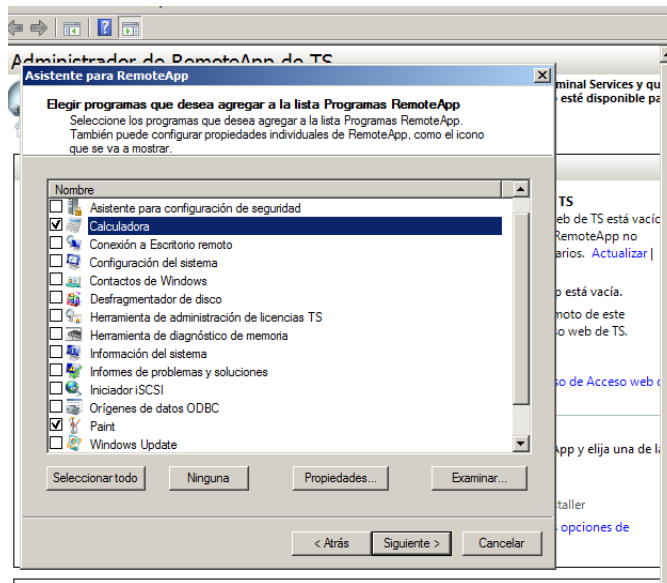 Administrador de RemoteApp de TS
Asistente para RemoteApp
Elegir programas que desea agregar a la lista Programas RemoteApp
Seleccione los programas que desea agregar a la lista Programas RemoteApp.
También puede configurar propiedades individuales de RemoteApp, como el icono
que se va a mostrar.
Nombre
Asistente para configuración de seguridad
Calculadora
Conexión a Escritorio remoto
Configuración del sistema
Contactos de Windows
Desfragmentador de disco
Herramienta de administración de licencias TS
Herramienta de diagnóstico de memoria
Información del sistema
Informes de problemas y soluciones
Iniciador iSCSI
Orígenes de datos ODBC
Paint
Windows Update
Seleccionar todo
Ninguna
Propiedades...
Examinar...
< Atrás
Siguiente >
Cancelar
minal Services y qu
esté disponible pa
TS
eb de TS está vacíc
RemoteApp no
arios. Actualizar |
o está vacía.
moto de este
so web de TS.
so de Acceso web
App y elija una de la
taller
opciones de